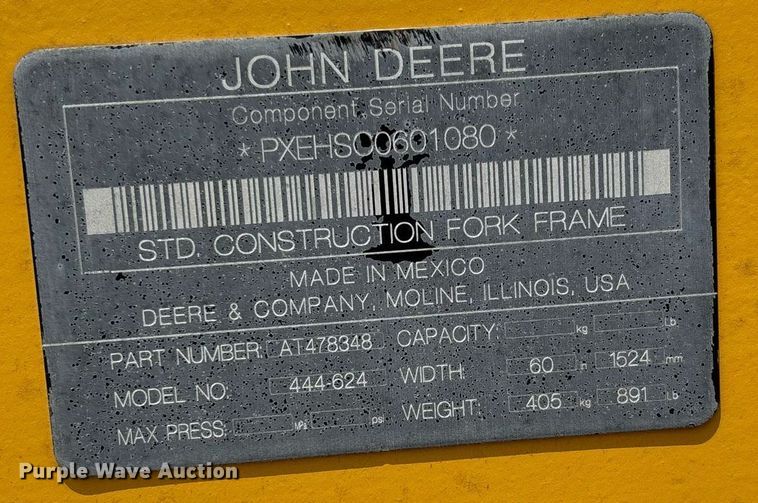 JOHN DEERE
Component Serial Number
* PXEHSC0601080 *
STD. CONSTRUCTION FORK FRAME
MADE IN MEXICO
DEERE & COMPANY, MOLINE, ILLINOIS, USA
PART NUMBER: AT478348 CAPACITY: kg Lb
MODEL NO: 444-624 WIDTH: 60 in 1524 mm
MAX PRESS: kPa psi WEIGHT: 405 kg 891 Lb
Purple Wave Auction